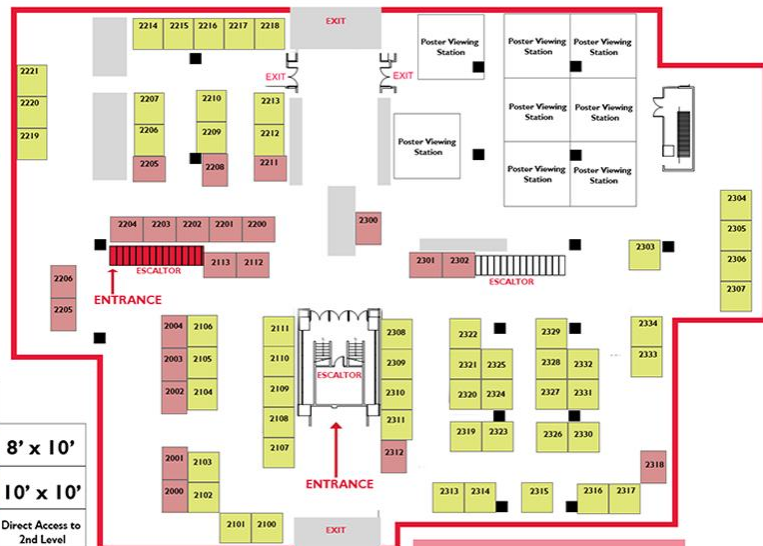 EXIT
2214 2215 2216 2217 2218
Poster Viewing
Station
Poster Viewing
Station
Poster Viewing
Station
EXIT
EXIT
2221
2220
2219
2207
2206
2205
2210
2209
2208
2213
2212
2211
Poster Viewing
Station
Poster Viewing
Station
Poster Viewing
Station
Poster Viewing
Station
Poster Viewing
Station
2304
2305
2306
2307
2204 2203 2202 2201 2200
2300
2303
2113 2112
ESCALTOR
ENTRANCE
2301 2302
ESCALTOR
2206
2205
2004 2106
2003 2105
2002 2104
2111
2110
2109
2108
2107
ESCALTOR
2308
2309
2310
2311
2312
2322
2321 2325
2320 2324
2319 2323
2329
2328 2332
2327 2331
2326 2330
2334
2333
2001 2103
2000 2102
ENTRANCE
2318
2313 2314
2315
2316 2317
2101 2100
EXIT
8’ x 10’
10’ x 10’
Direct Access to
2nd Level